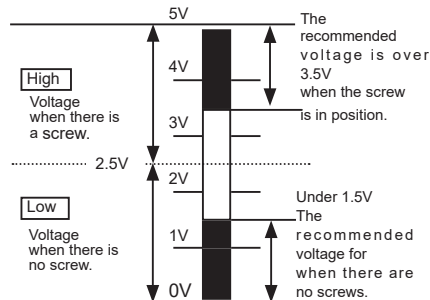 5V
The
recommended
voltage is over
3.5V
when the screw
is in position.
4V
High
Voltage
when there is
a screw.
3V
2.5V
2V
Low
Voltage
when there is
no screw.
1V
0V
Under 1.5V
The
recommended
voltage for
when there are
no screws.